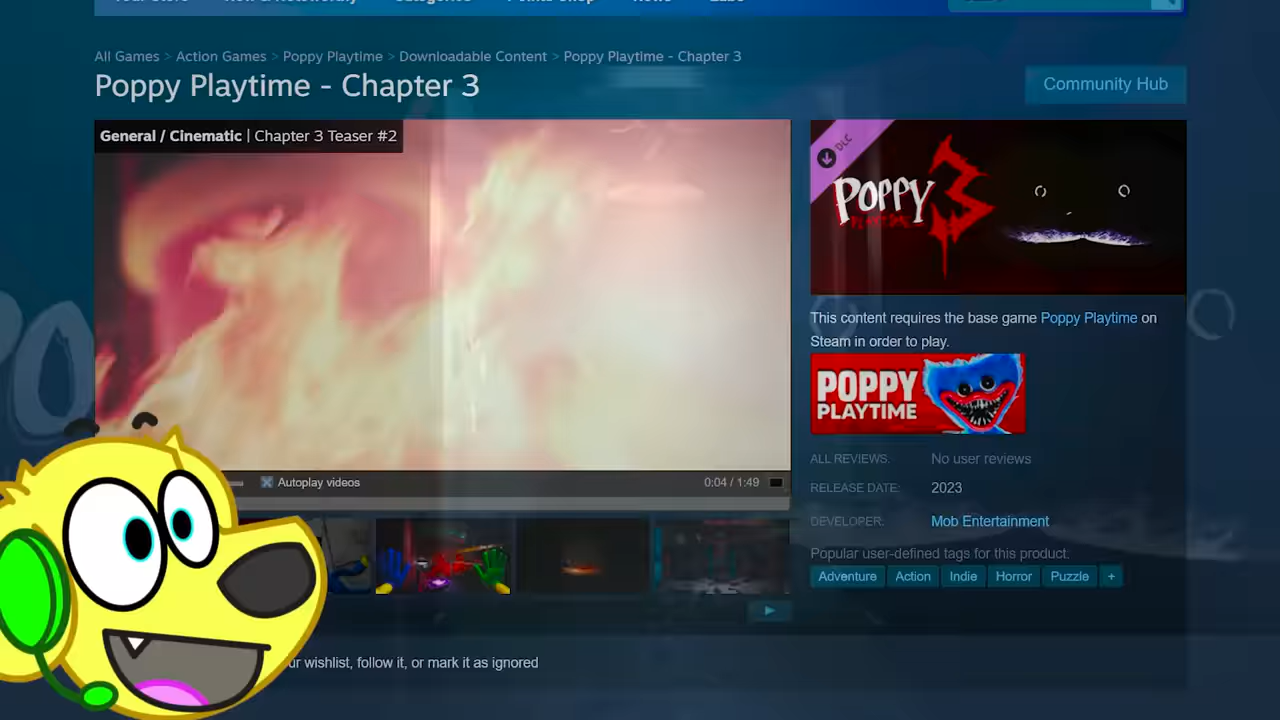 All Games > Action Games > Poppy Playtime > Downloadable Content > Poppy Playtime - Chapter 3
Poppy Playtime - Chapter 3
Community Hub
General / Cinematic | Chapter 3 Teaser #2
DLC
POPPY
PLAYTIME
3
This content requires the base game Poppy Playtime on
Steam in order to play.
POPPY
PLAYTIME
ALL REVIEWS: No user reviews
RELEASE DATE: 2023
DEVELOPER: Mob Entertainment
Autoplay videos
0:04 / 1:49
Popular user-defined tags for this product:
Adventure Action Indie Horror Puzzle +
wishlist, follow it, or mark it as ignored